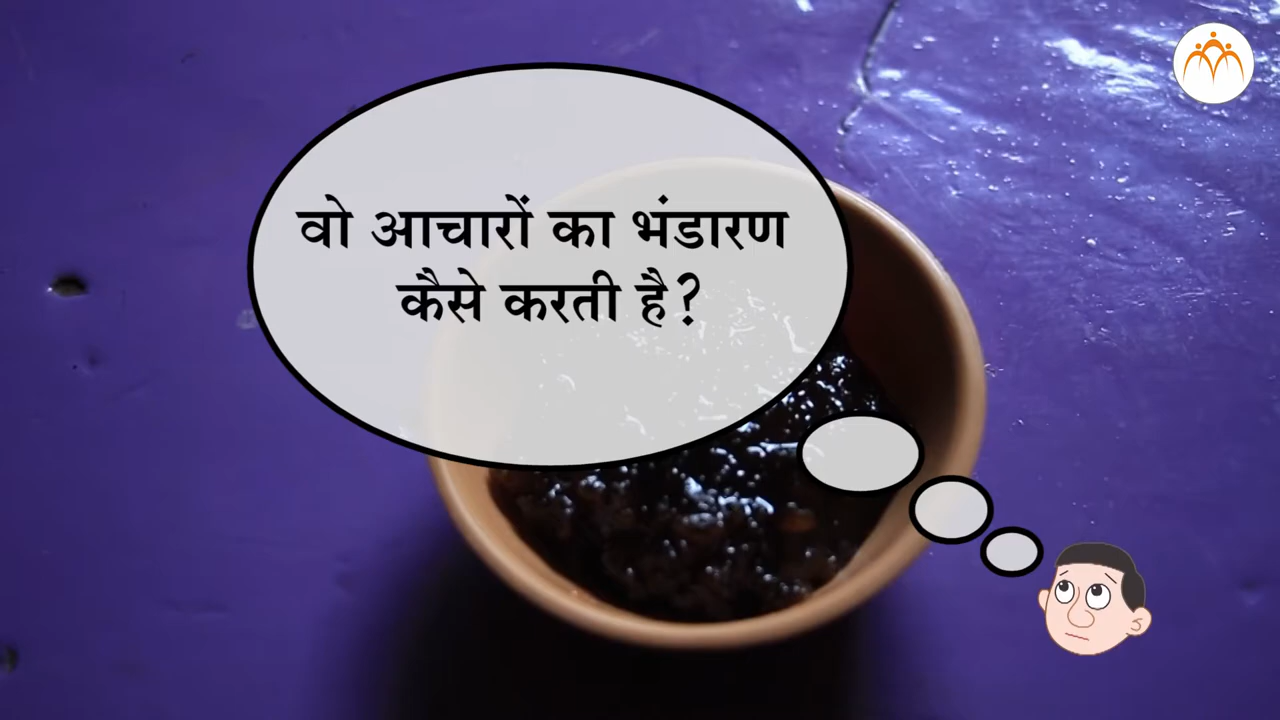 वो आचारों का भंडारण
कैसे करती है?